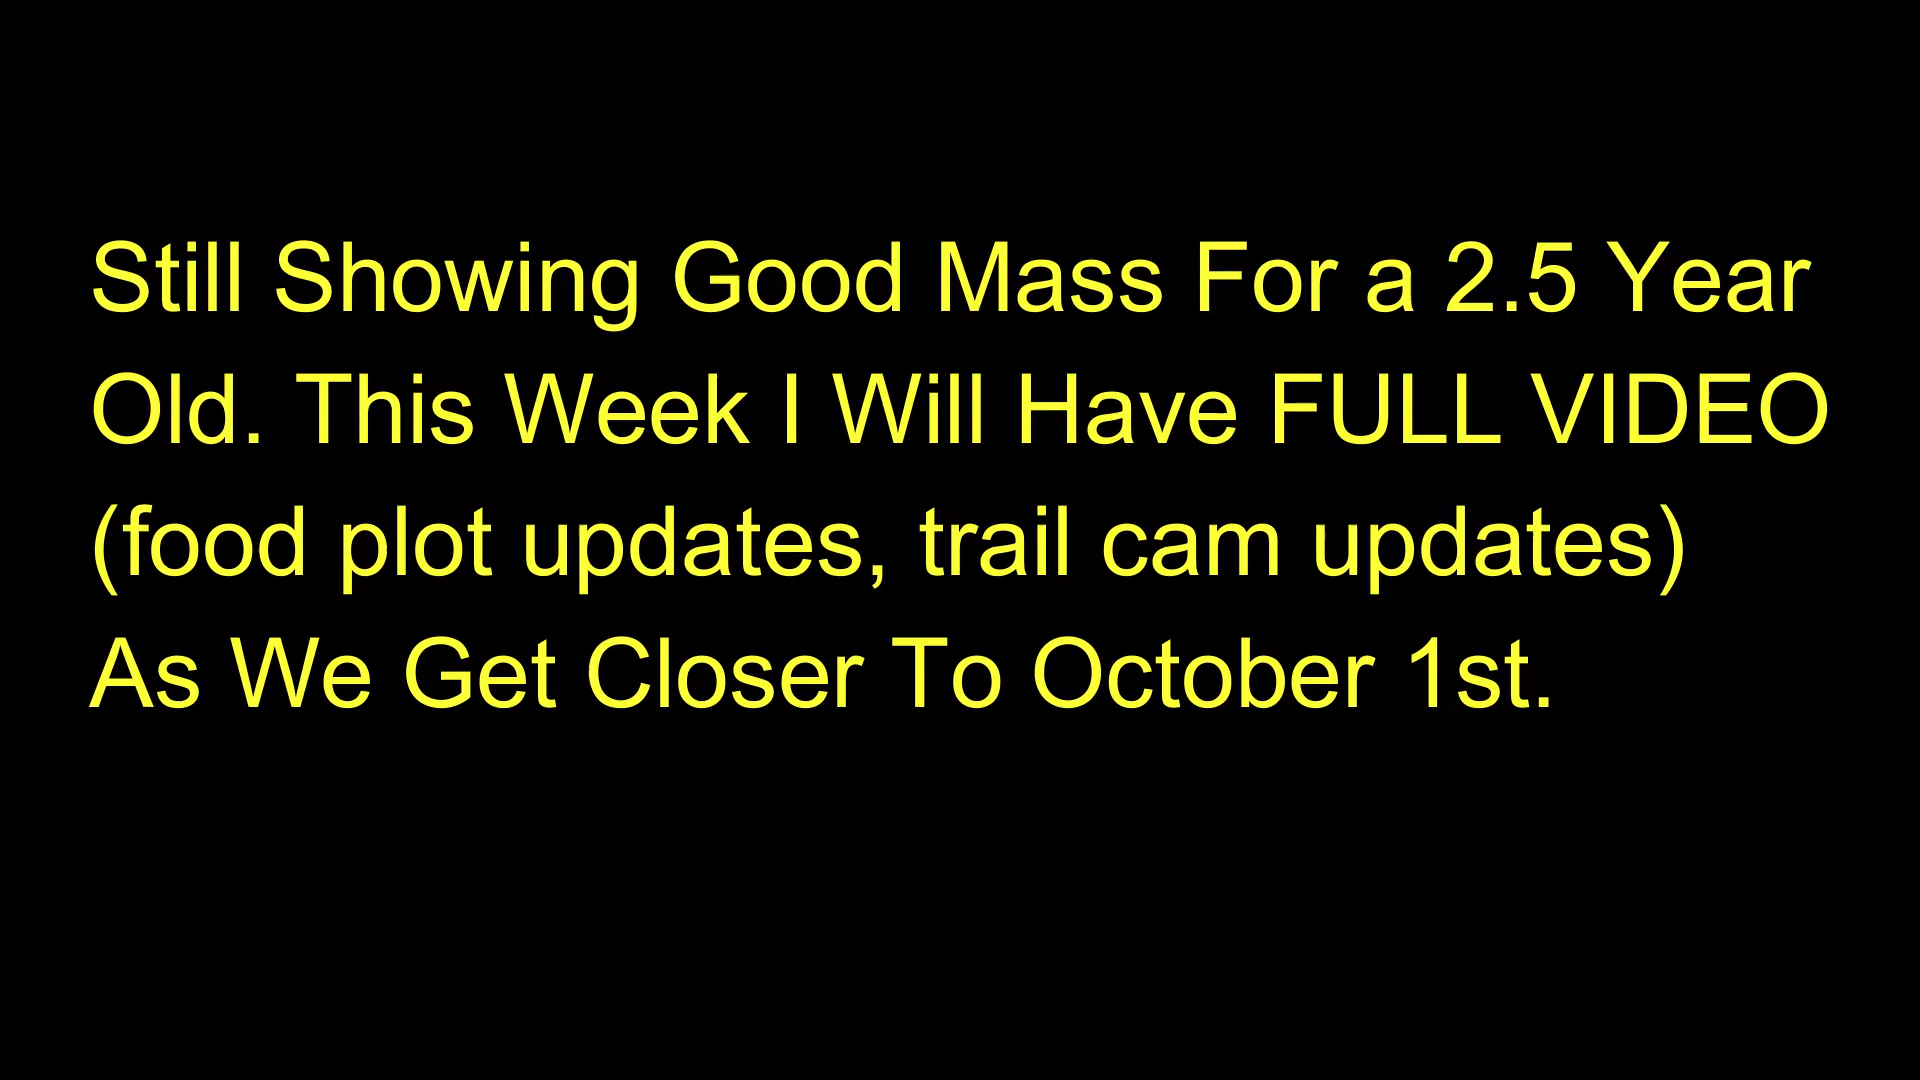 Still Showing Good Mass For a 2.5 Year
Old. This Week I Will Have FULL VIDEO
(food plot updates, trail cam updates)
As We Get Closer To October 1st.